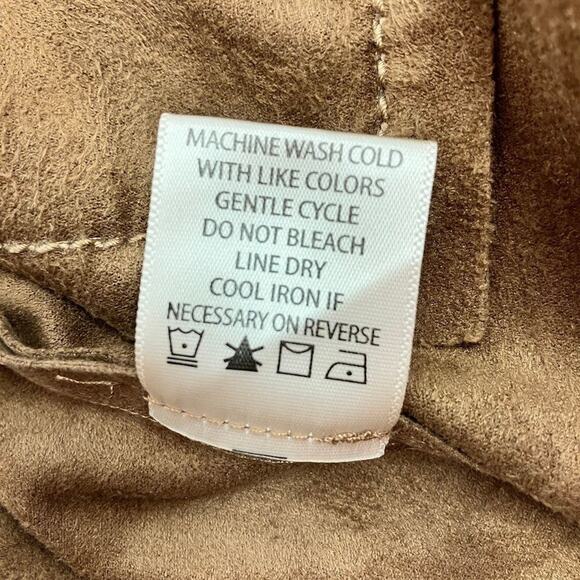 MACHINE WASH COLD
WITH LIKE COLORS
GENTLE CYCLE
DO NOT BLEACH
LINE DRY
COOL IRON IF
NECESSARY ON REVERSE